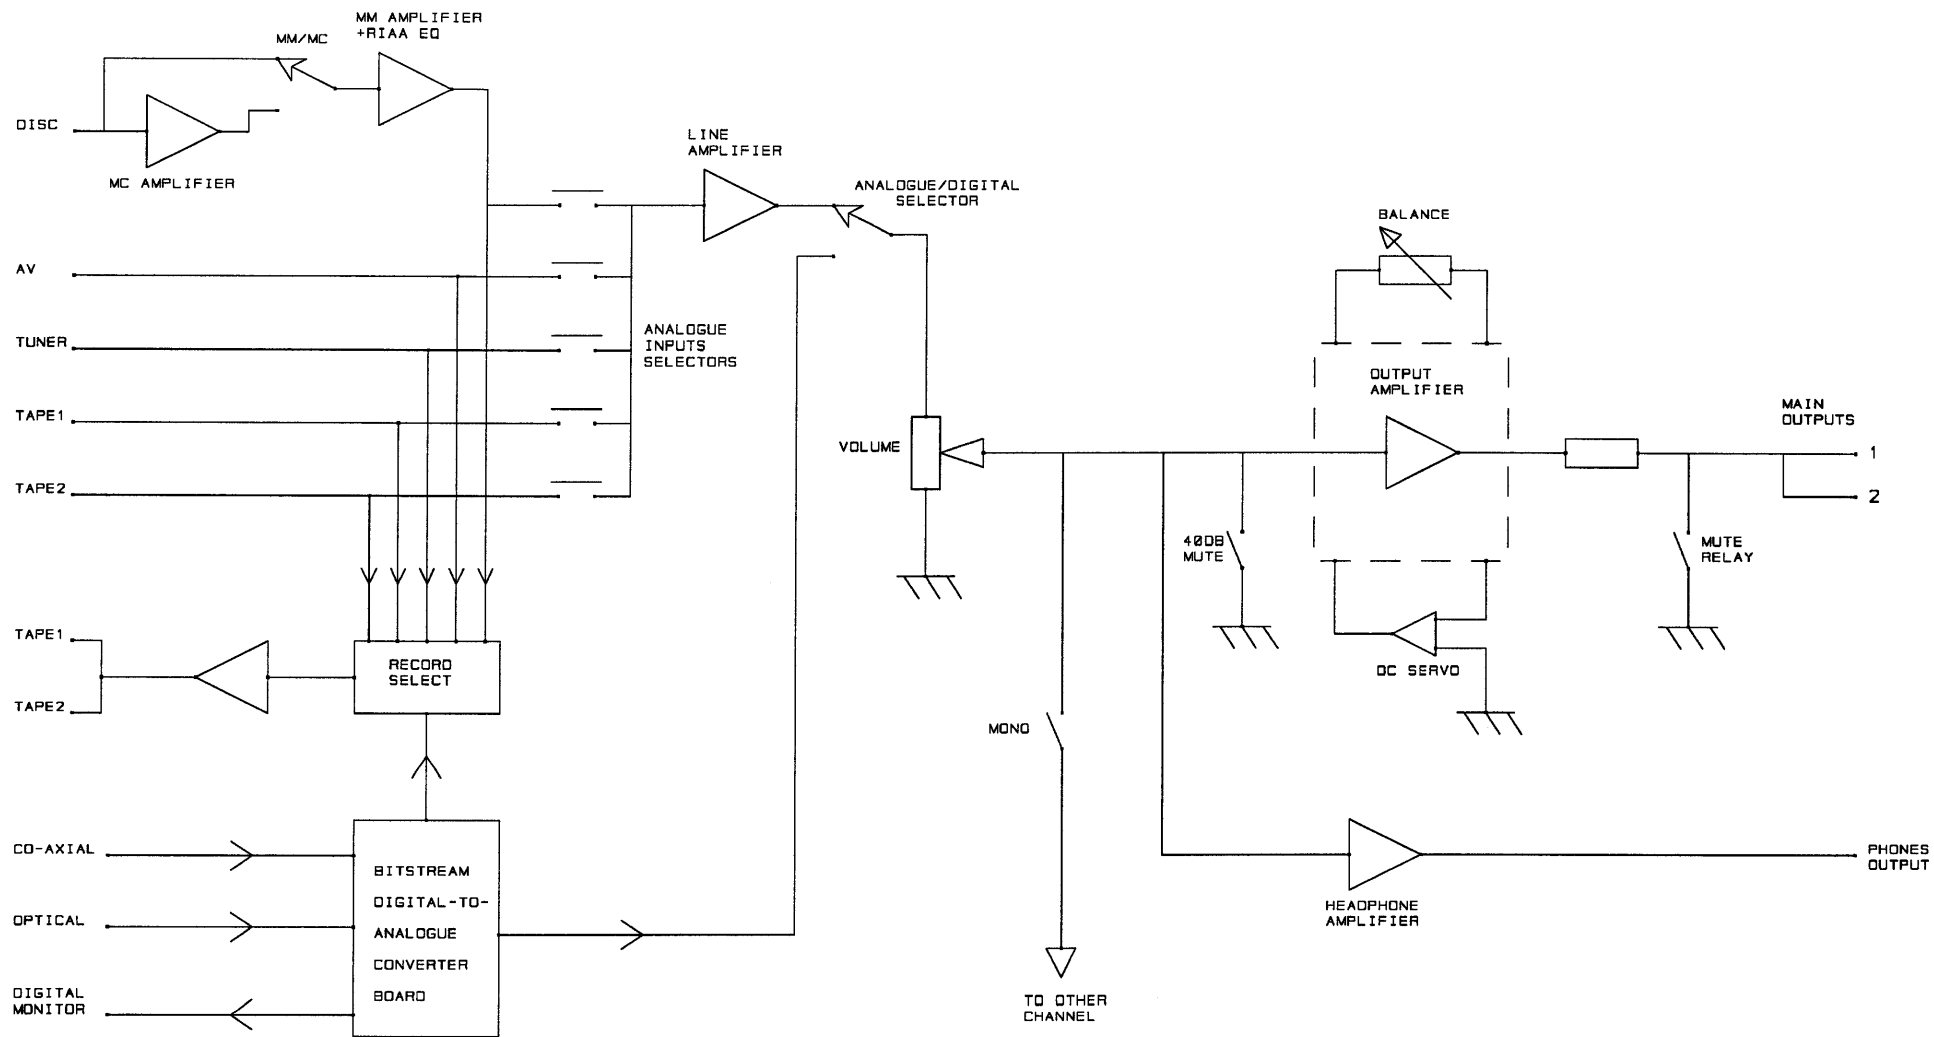 MM AMPLIFIER
+RIAA EQ
MM/MC
DISC
MC AMPLIFIER
LINE
AMPLIFIER
ANALOGUE/DIGITAL
SELECTOR
BALANCE
AV
TUNER
ANALOGUE
INPUTS
SELECTORS
OUTPUT
AMPLIFIER
TAPE1
MAIN
OUTPUTS
VOLUME
1
TAPE2
2
40DB
MUTE
MUTE
RELAY
TAPE1
RECORD
SELECT
DC SERVO
TAPE2
MONO
CO-AXIAL
PHONES
OUTPUT
BITSTREAM
DIGITAL-TO-
ANALOGUE
CONVERTER
BOARD
OPTICAL
HEADPHONE
AMPLIFIER
DIGITAL
MONITOR
TO OTHER
CHANNEL